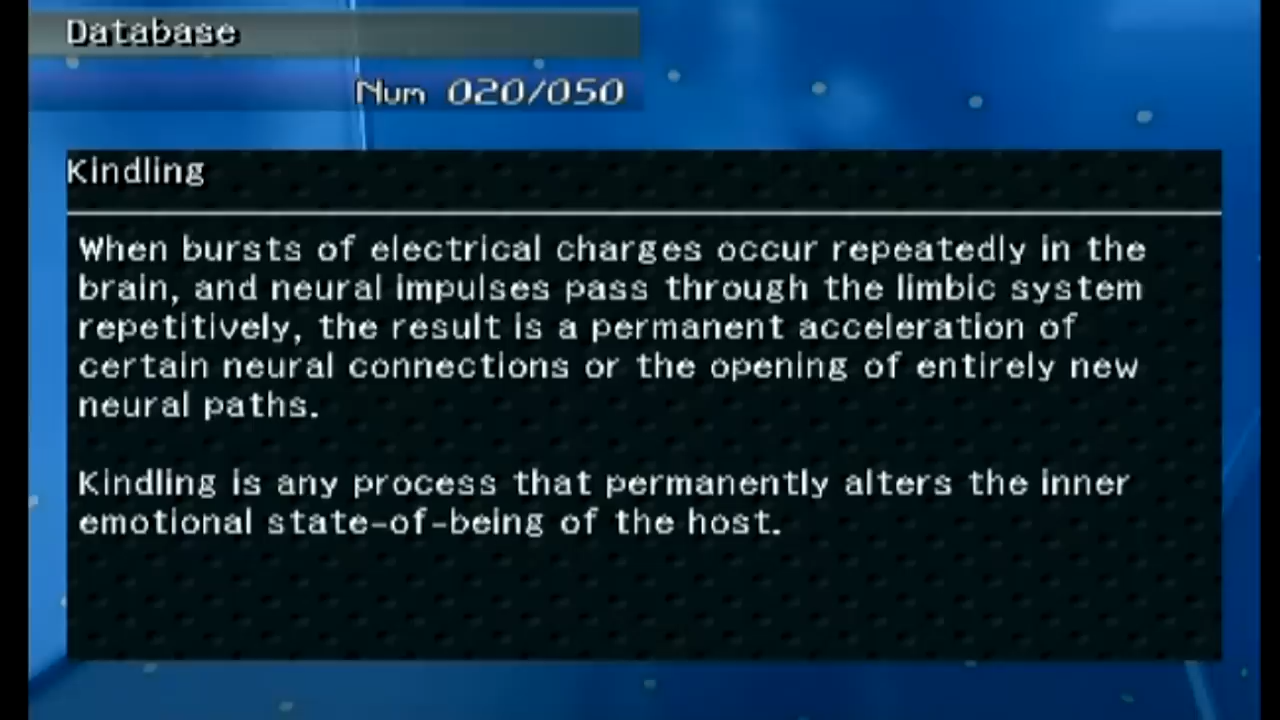 Database
Num 020/050
Kindling
When bursts of electrical charges occur repeatedly in the
brain, and neural impulses pass through the limbic system
repetitively, the result is a permanent acceleration of
certain neural connections or the opening of entirely new
neural paths.
Kindling is any process that permanently alters the inner
emotional state-of-being of the host.